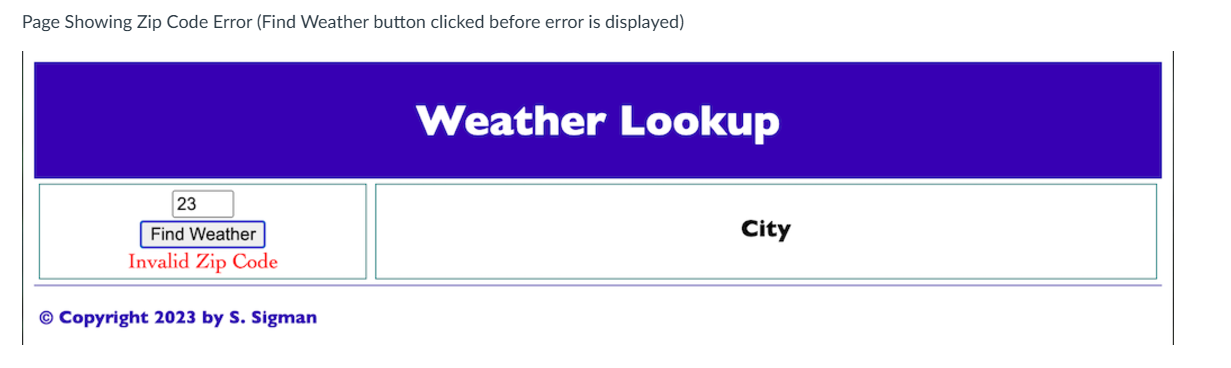 Page Showing Zip Code Error (Find Weather button clicked before error is displayed)
Weather Lookup
23
Find Weather
Invalid Zip Code
City
© Copyright 2023 by S. Sigman